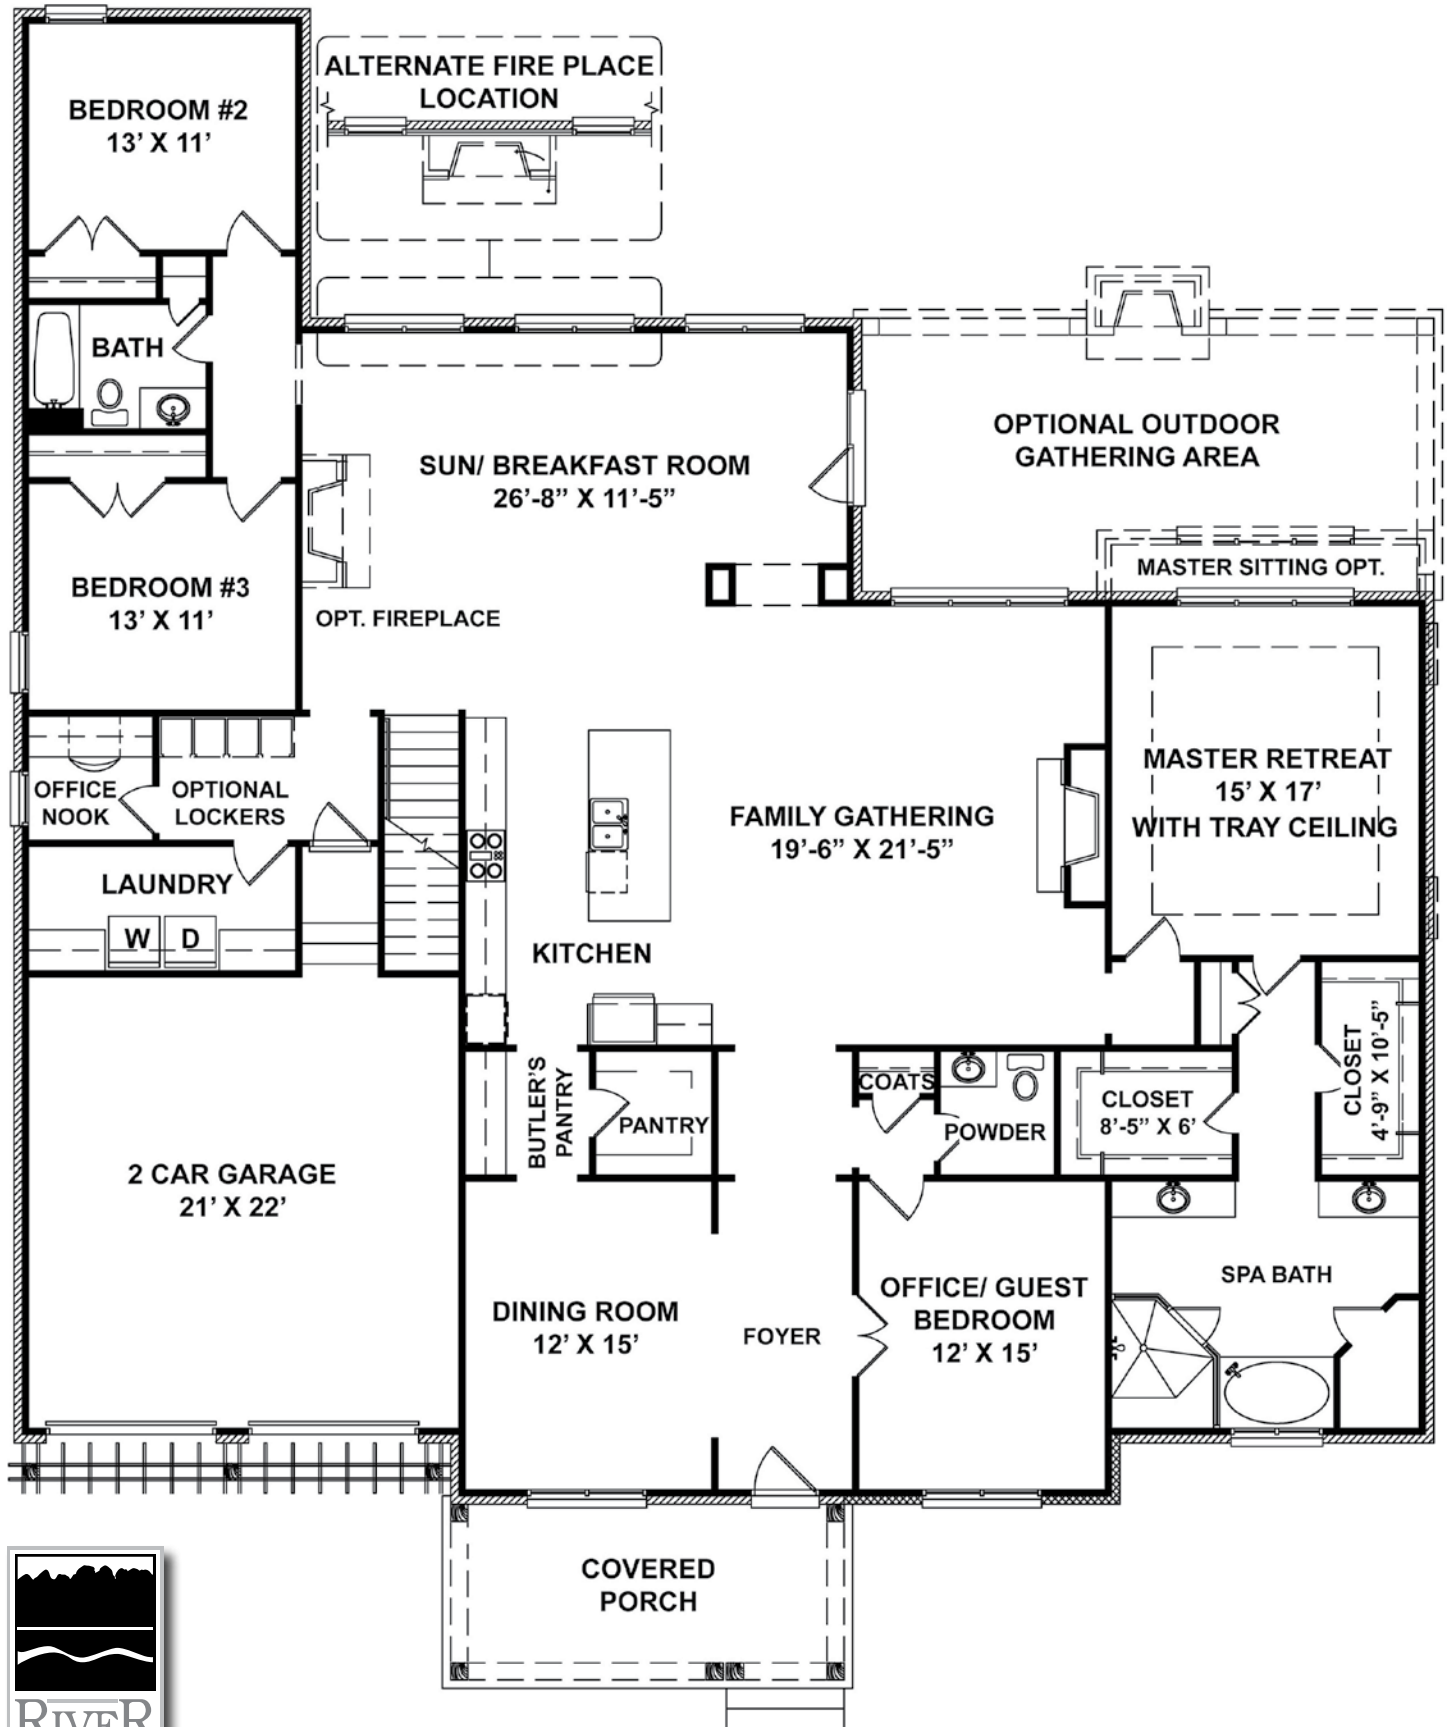 BEDROOM #2
13’ X 11’
ALTERNATE FIRE PLACE
LOCATION
BATH
OPTIONAL OUTDOOR
GATHERING AREA
SUN/ BREAKFAST ROOM
26’-8” X 11’-5”
MASTER SITTING OPT.
BEDROOM #3
13’ X 11’
OPT. FIREPLACE
MASTER RETREAT
15’ X 17’
WITH TRAY CEILING
OFFICE
NOOK
OPTIONAL
LOCKERS
FAMILY GATHERING
19’-6” X 21’-5”
LAUNDRY
W
D
KITCHEN
BUTLER’S
PANTRY
PANTRY
COATS
POWDER
CLOSET
8’-5” X 6’
CLOSET
4’-9” X 10’-5”
2 CAR GARAGE
21’ X 22’
SPA BATH
DINING ROOM
12’ X 15’
FOYER
OFFICE/ GUEST
BEDROOM
12’ X 15’
COVERED
PORCH
RIVER